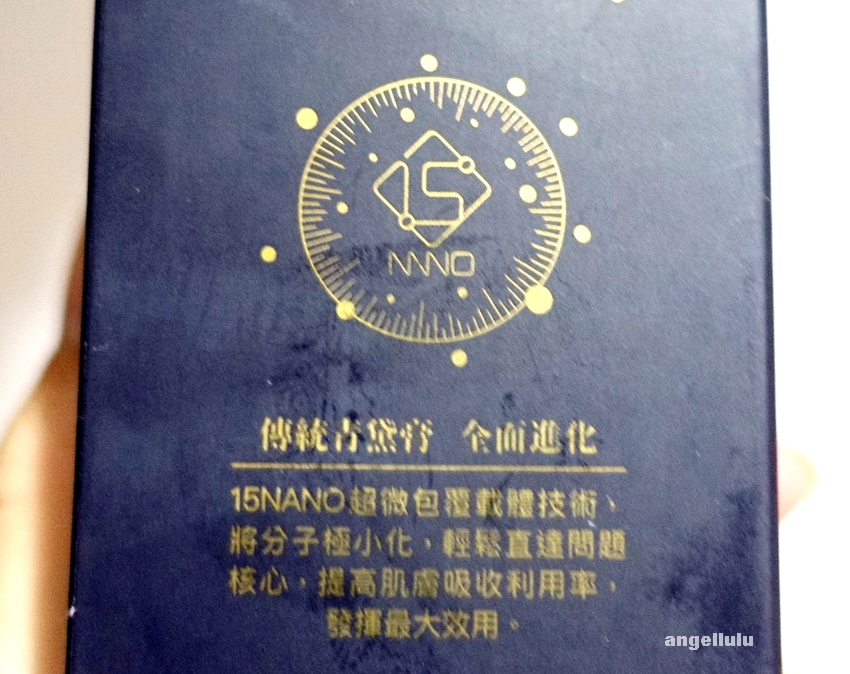 15
NANO
傳統青黛膏 全面進化
15NANO超微包覆載體技術，
將分子極小化，輕鬆直達問題
核心，提高肌膚吸收利用率，
發揮最大效用。
angellulu